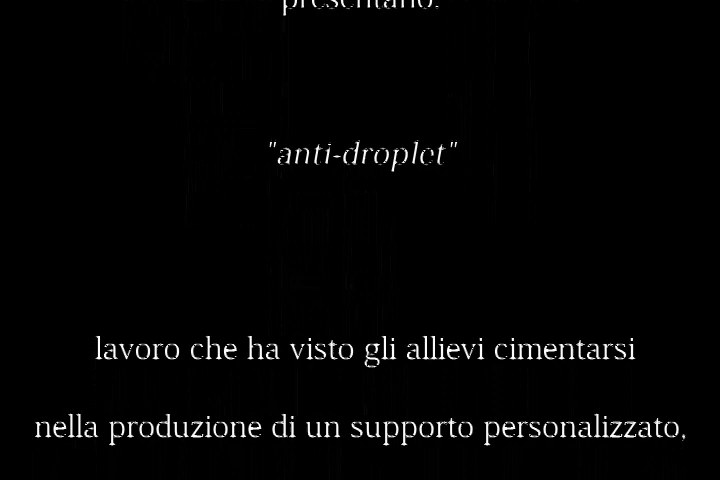 presentano:
"anti-droplet"
lavoro che ha visto gli allievi cimentarsi
nella produzione di un supporto personalizzato,